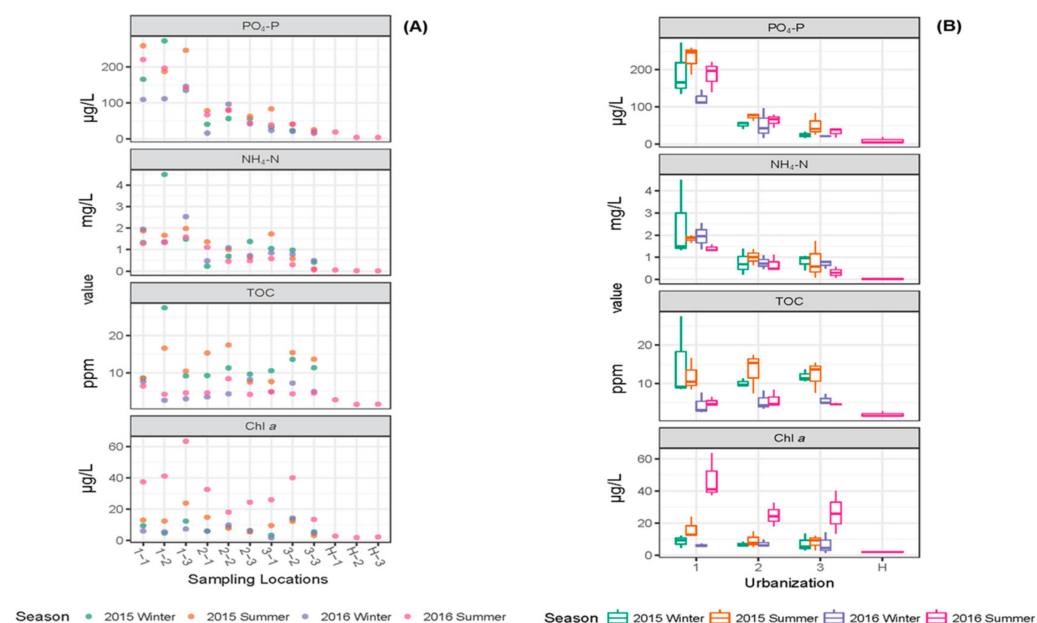 (A)
PO₄-P
200
100
0
µg/L
NH₄-N
4
3
2
1
0
mg/L
value
TOC
20
10
ppm
Chl a
60
40
20
0
µg/L
1-1 1-2 1-3 2-1 2-2 2-3 3-1 3-2 3-3 H-1 H-2 H-3
Sampling Locations
Season 2015 Winter 2015 Summer 2016 Winter 2016 Summer
(B)
PO₄-P
200
100
0
µg/L
NH₄-N
4
3
2
1
0
mg/L
value
TOC
20
10
ppm
Chl a
60
40
20
0
µg/L
1 2 3 H
Urbanization
Season 2015 Winter 2015 Summer 2016 Winter 2016 Summer